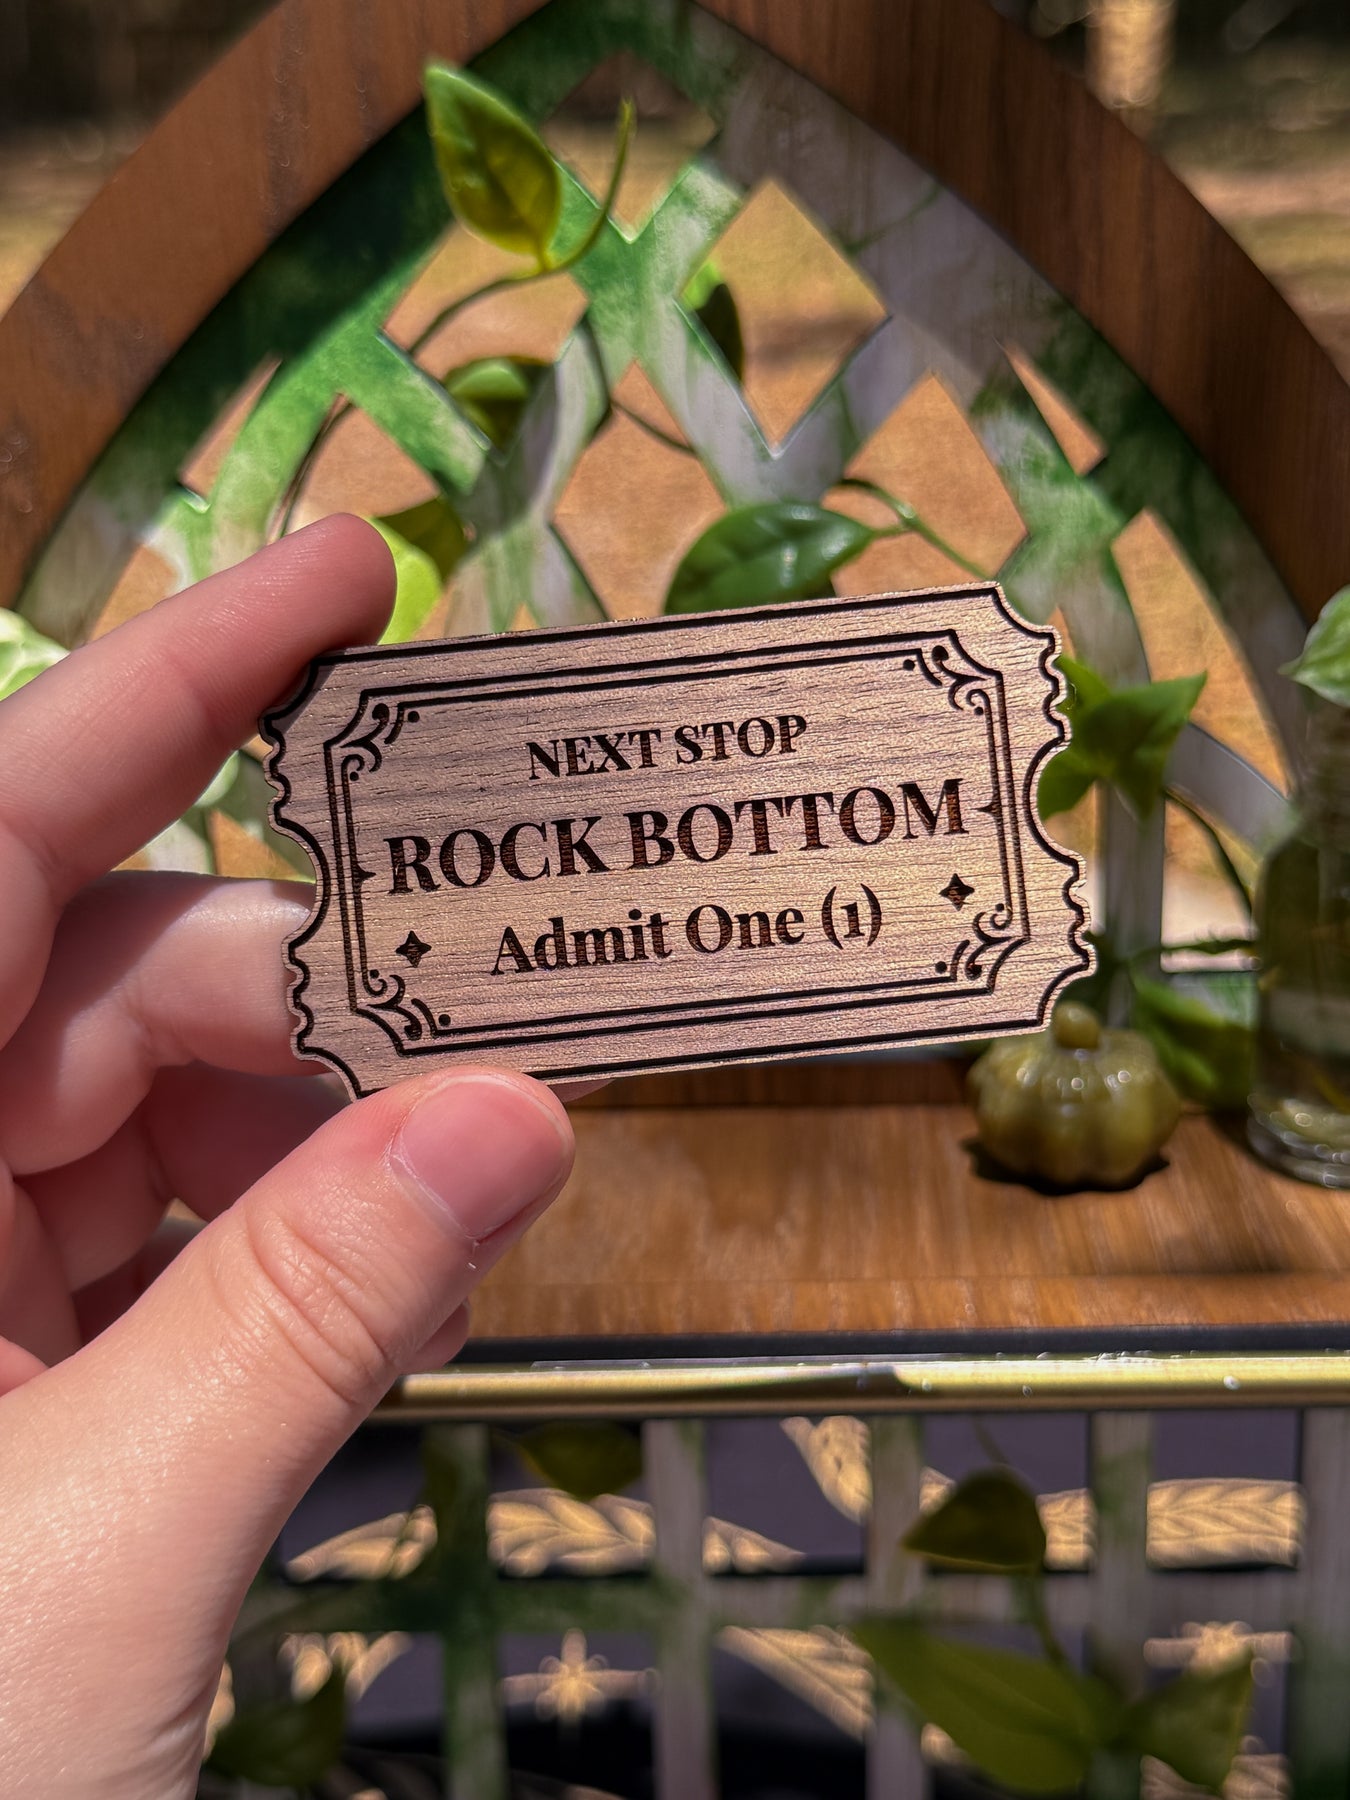 NEXT STOP
ROCK BOTTOM
Admit One (1)